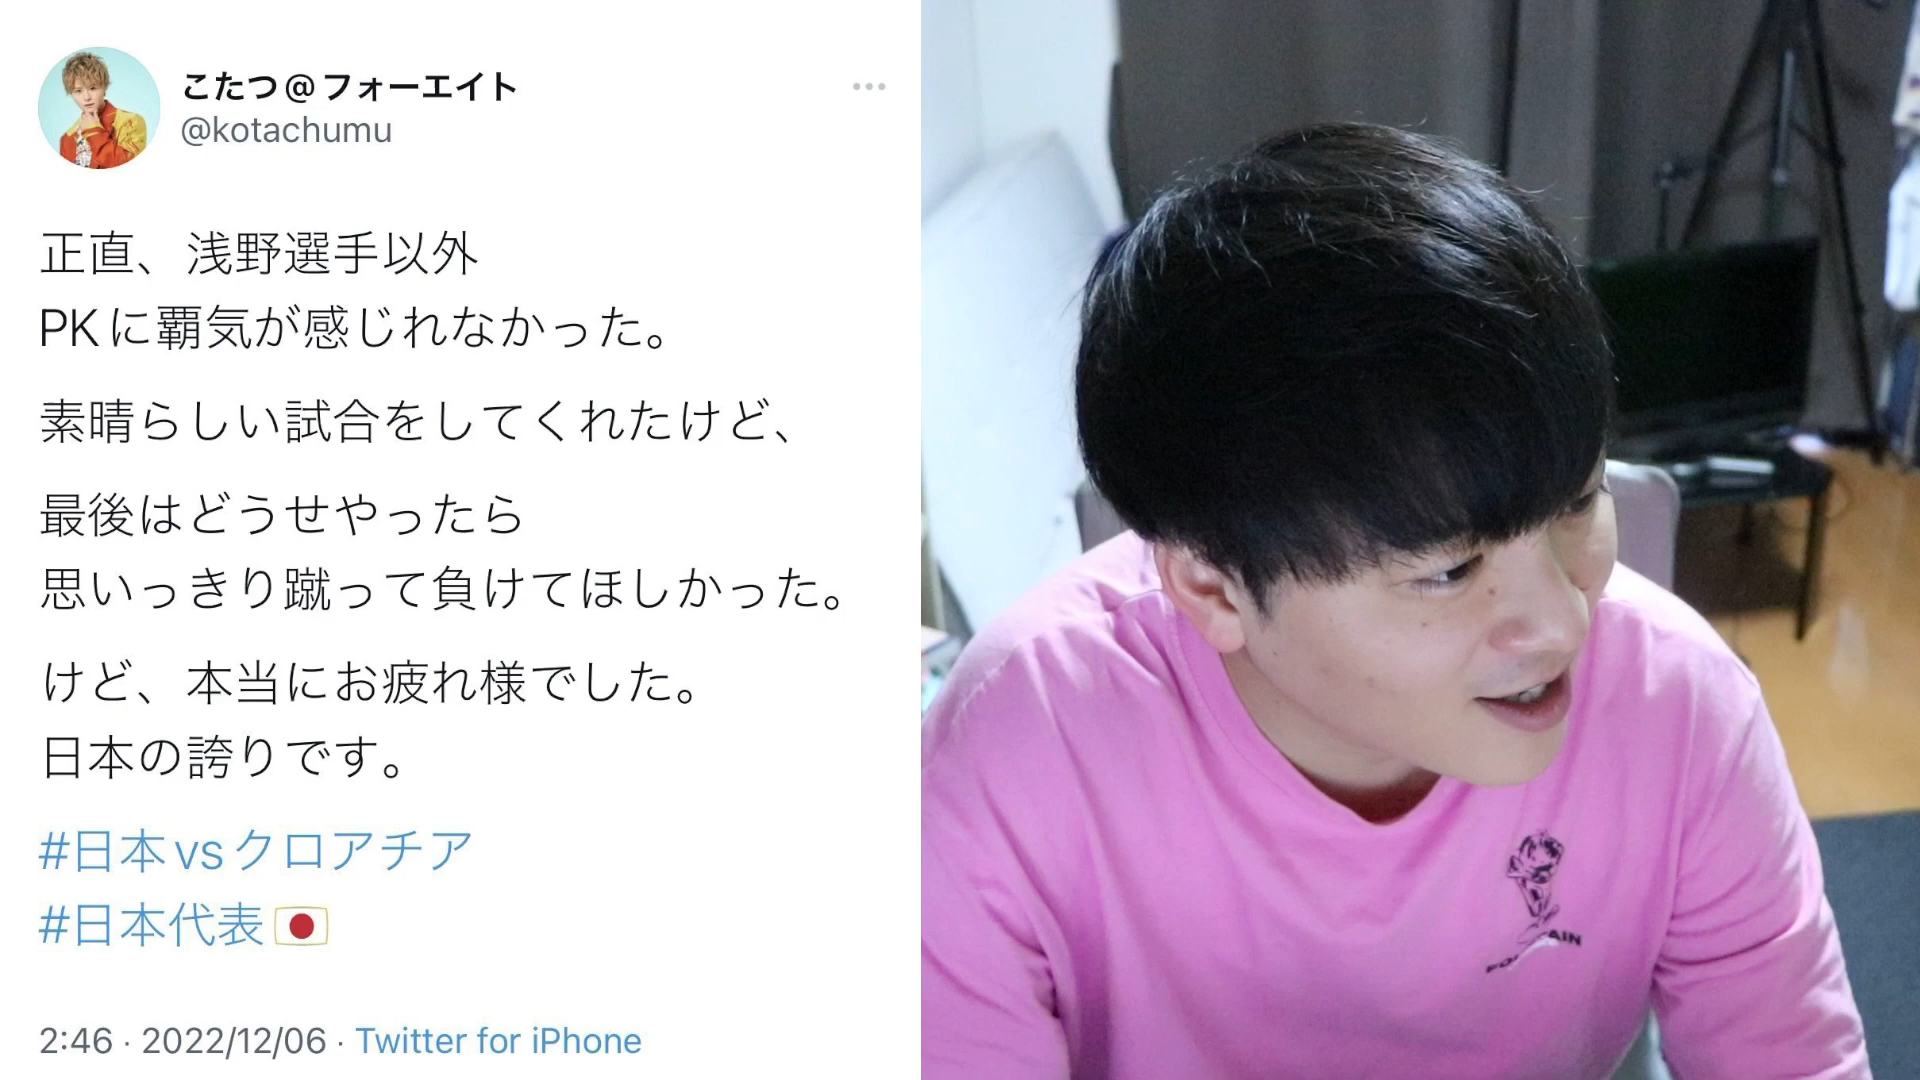 こたつ@フォーエイト
@kotachumu
正直、浅野選手以外
PKに覇気が感じれなかった。
素晴らしい試合をしてくれたけど、
最後はどうせやったら
思いっきり蹴って負けてほしかった。
けど、本当にお疲れ様でした。
日本の誇りです。
#日本vsクロアチア
#日本代表🇯🇵
2:46 · 2022/12/06 · Twitter for iPhone